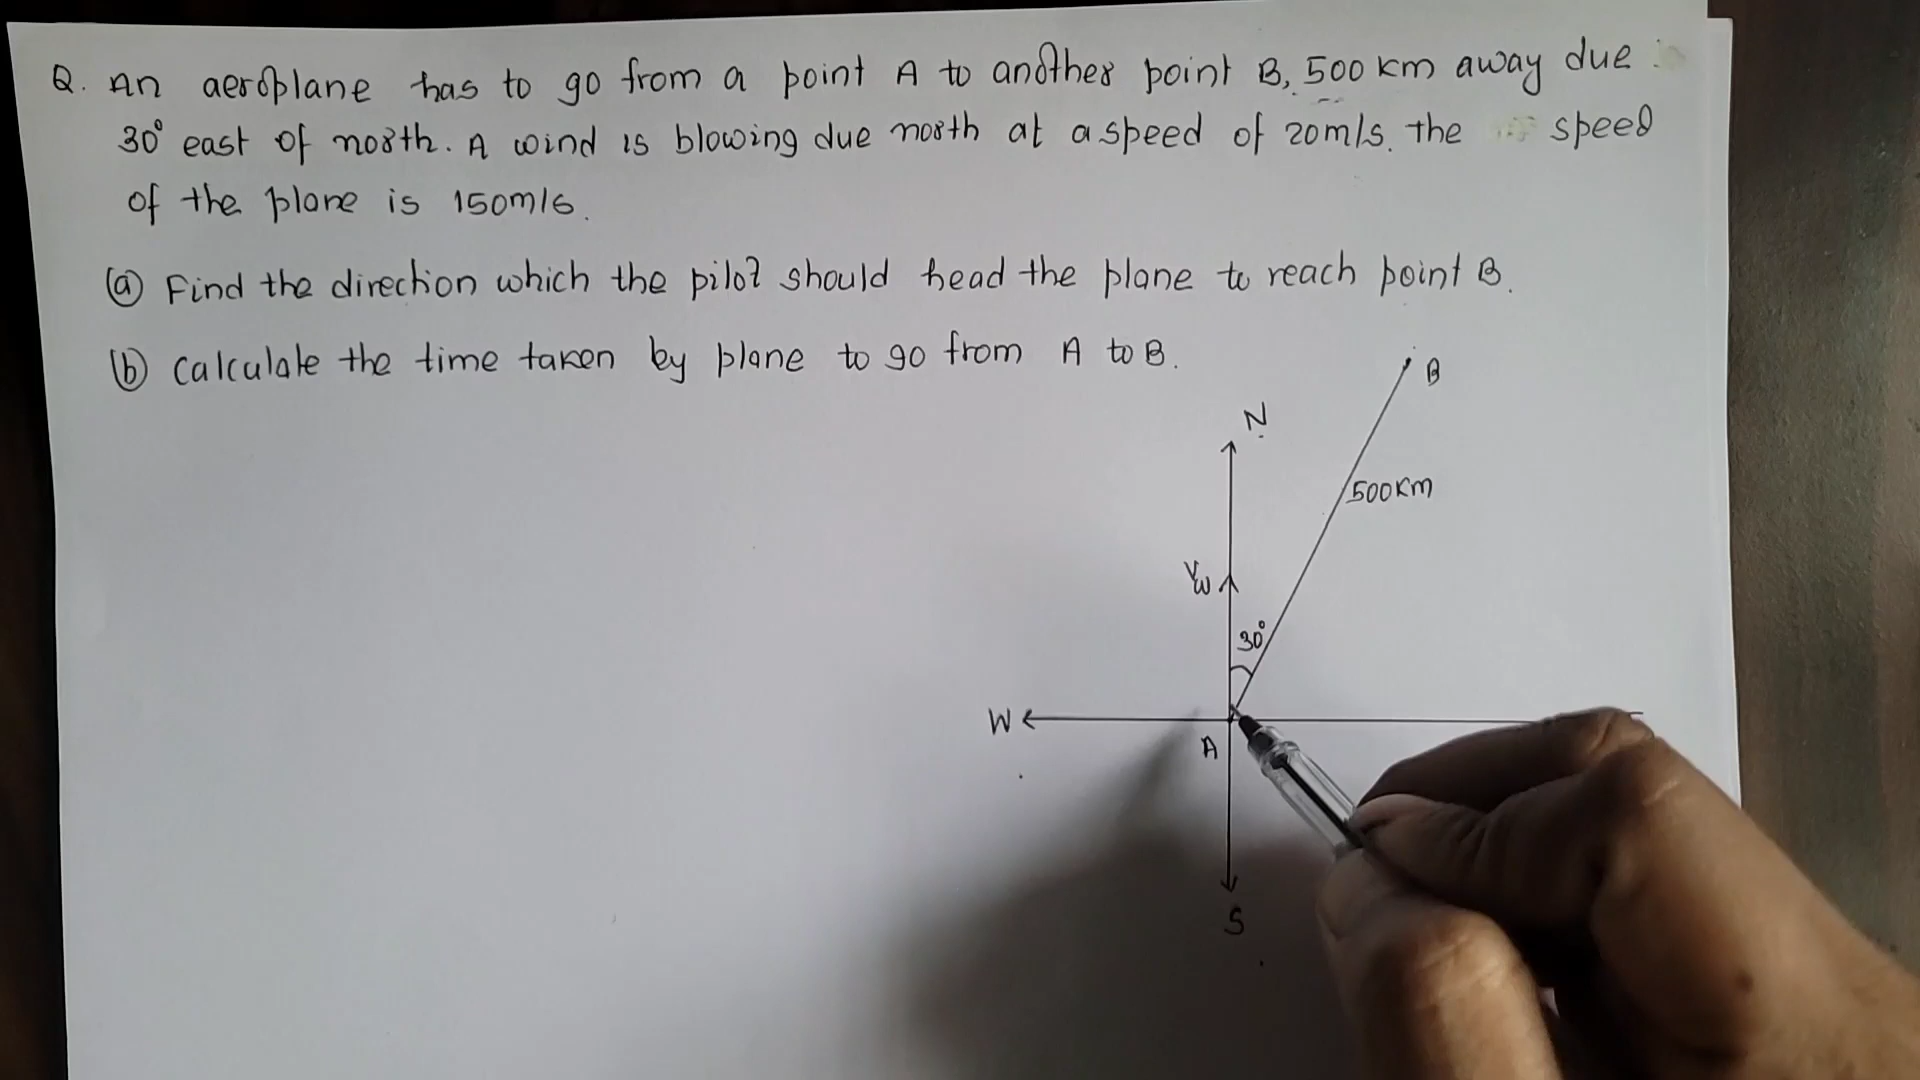 Q. An aeroplane has to go from a point A to another point B, 500 km away due
30° east of north. A wind is blowing due north at a speed of 20m/s. the speed
of the plane is 150m/s.
(a) Find the direction which the pilot should head the plane to reach point B.
(b) calculate the time taken by plane to go from A to B.
B
N
500km
Vw
30°
W
A
S